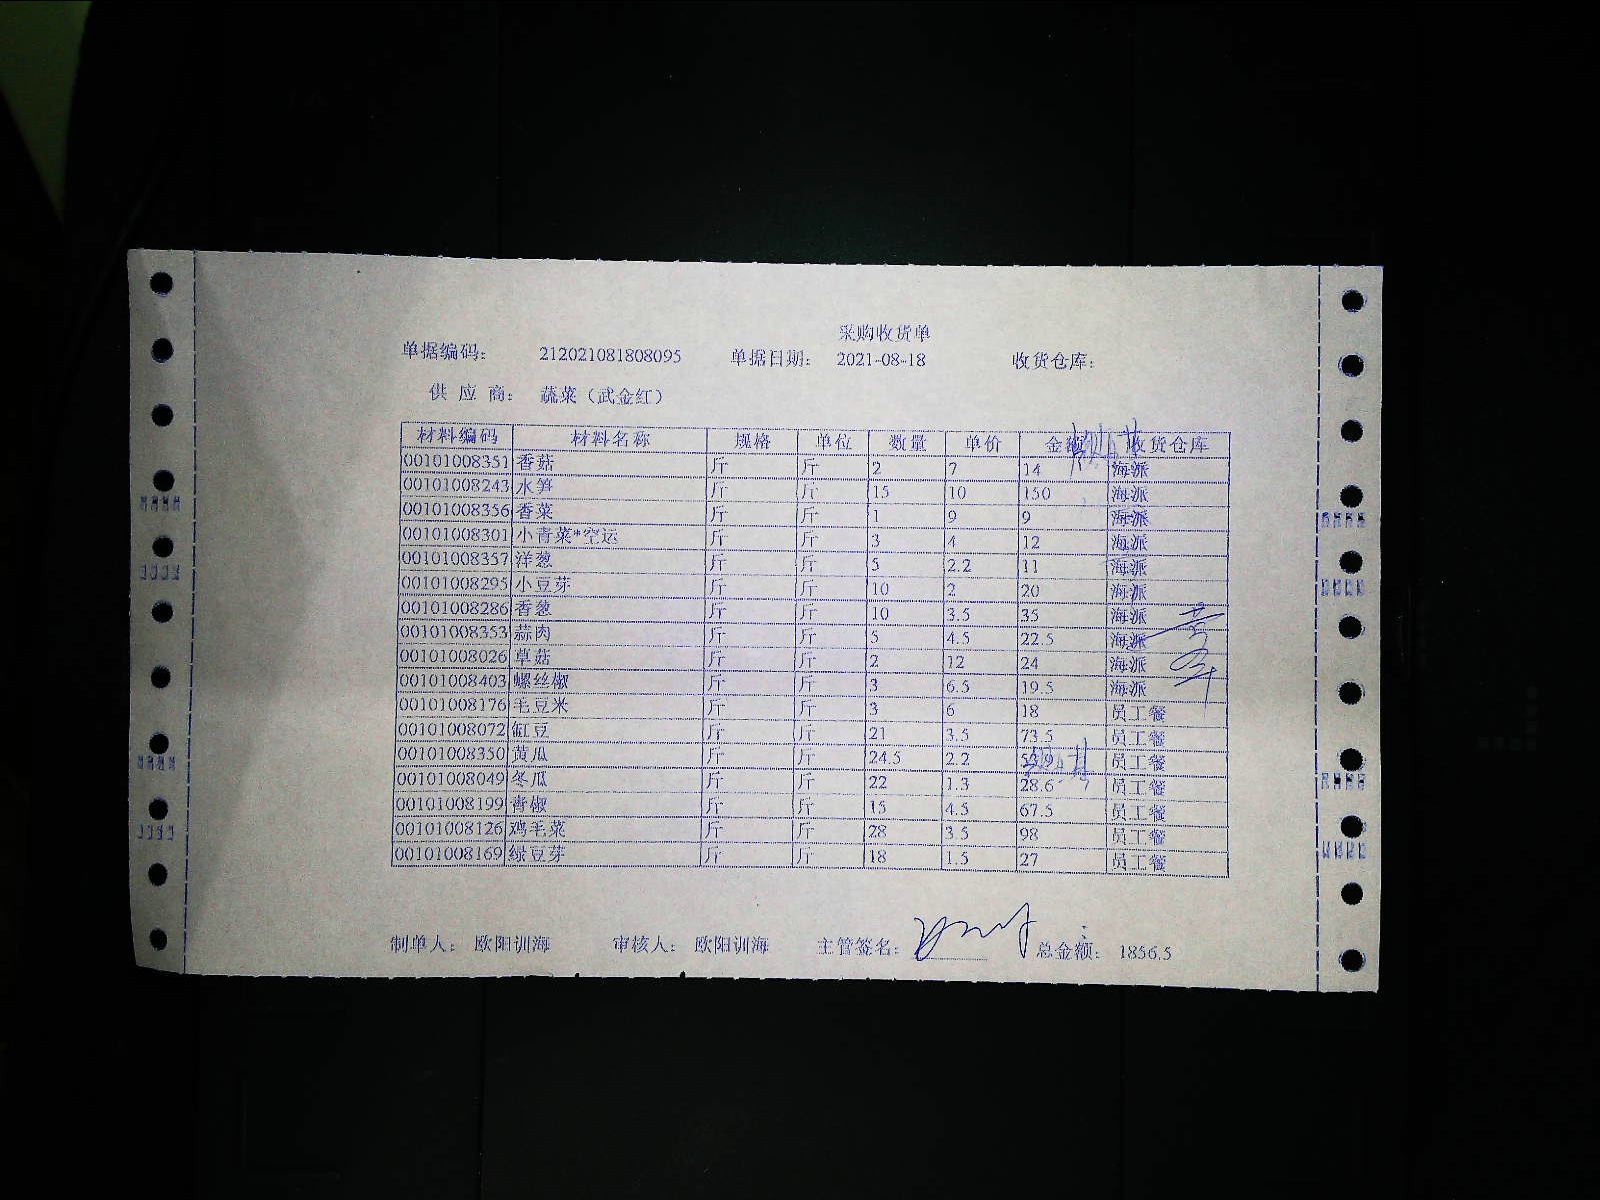 采购收货单
单据编码： 212021081808095 单据日期： 2021-08-18 收货仓库：
供 应 商： 蔬菜（武金红）
材料编码 材料名称 规格 单位 数量 单价 金额 收货仓库
00101008351 香菇 斤 斤 2 7 14 海派
00101008243 水笋 斤 斤 15 10 150 海派
00101008356 香菜 斤 斤 1 9 9 海派
00101008301 小青菜*空运 斤 斤 3 4 12 海派
00101008357 洋葱 斤 斤 5 2.2 11 海派
00101008295 小豆芽 斤 斤 10 2 20 海派
00101008286 香葱 斤 斤 10 3.5 35 海派
00101008353 蒜肉 斤 斤 5 4.5 22.5 海派
00101008026 草菇 斤 斤 2 12 24 海派
00101008403 螺丝椒 斤 斤 3 6.5 19.5 海派
00101008176 毛豆米 斤 斤 3 6 18 员工餐
00101008072 缸豆 斤 斤 21 3.5 73.5 员工餐
00101008350 黄瓜 斤 斤 24.5 2.2 53.9 员工餐
00101008049 冬瓜 斤 斤 22 1.3 28.6 员工餐
00101008199 青椒 斤 斤 15 4.5 67.5 员工餐
00101008126 鸡毛菜 斤 斤 28 3.5 98 员工餐
00101008169 绿豆芽 斤 斤 18 1.5 27 员工餐
制单人： 欧阳训海 审核人： 欧阳训海 主管签名： 总金额： 1856.5